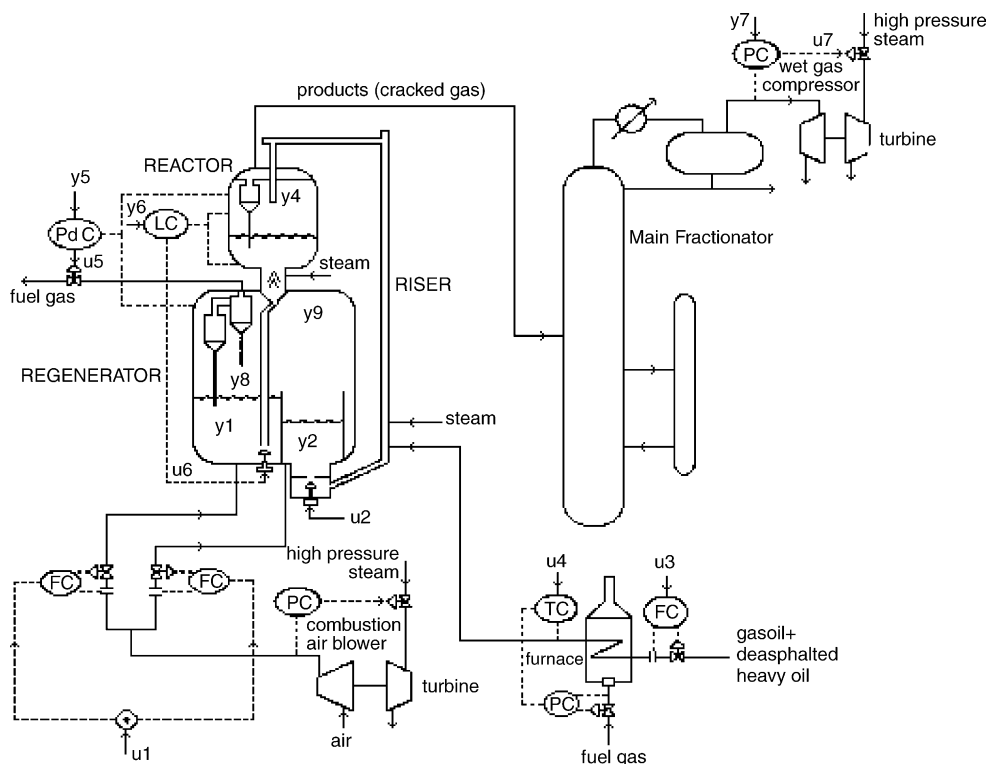 y7
high pressure
steam
PC
u7
wet gas
compressor
turbine
products (cracked gas)
REACTOR
y5
y4
y6
LC
Pd C
u5
steam
fuel gas
RISER
Main Fractionator
y9
REGENERATOR
y8
y1
y2
steam
u6
u2
high pressure
steam
FC
FC
PC
combustion
air blower
turbine
air
u1
u4
u3
TC
FC
furnace
gasoil+
deasphalted
heavy oil
PC
fuel gas